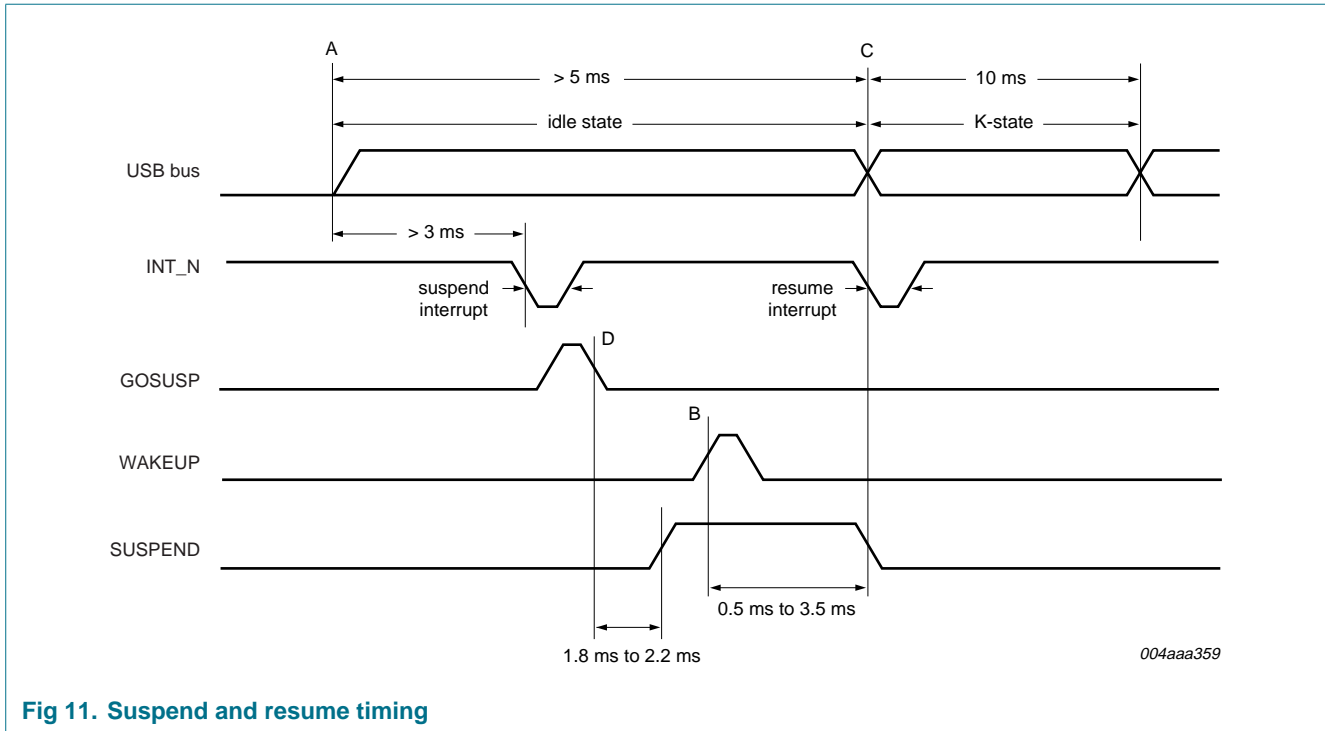 A
C
> 5 ms
10 ms
idle state
K-state
USB bus
> 3 ms
INT_N
suspend
interrupt
resume
interrupt
D
GOSUSP
B
WAKEUP
SUSPEND
0.5 ms to 3.5 ms
1.8 ms to 2.2 ms
004aaa359
Fig 11. Suspend and resume timing